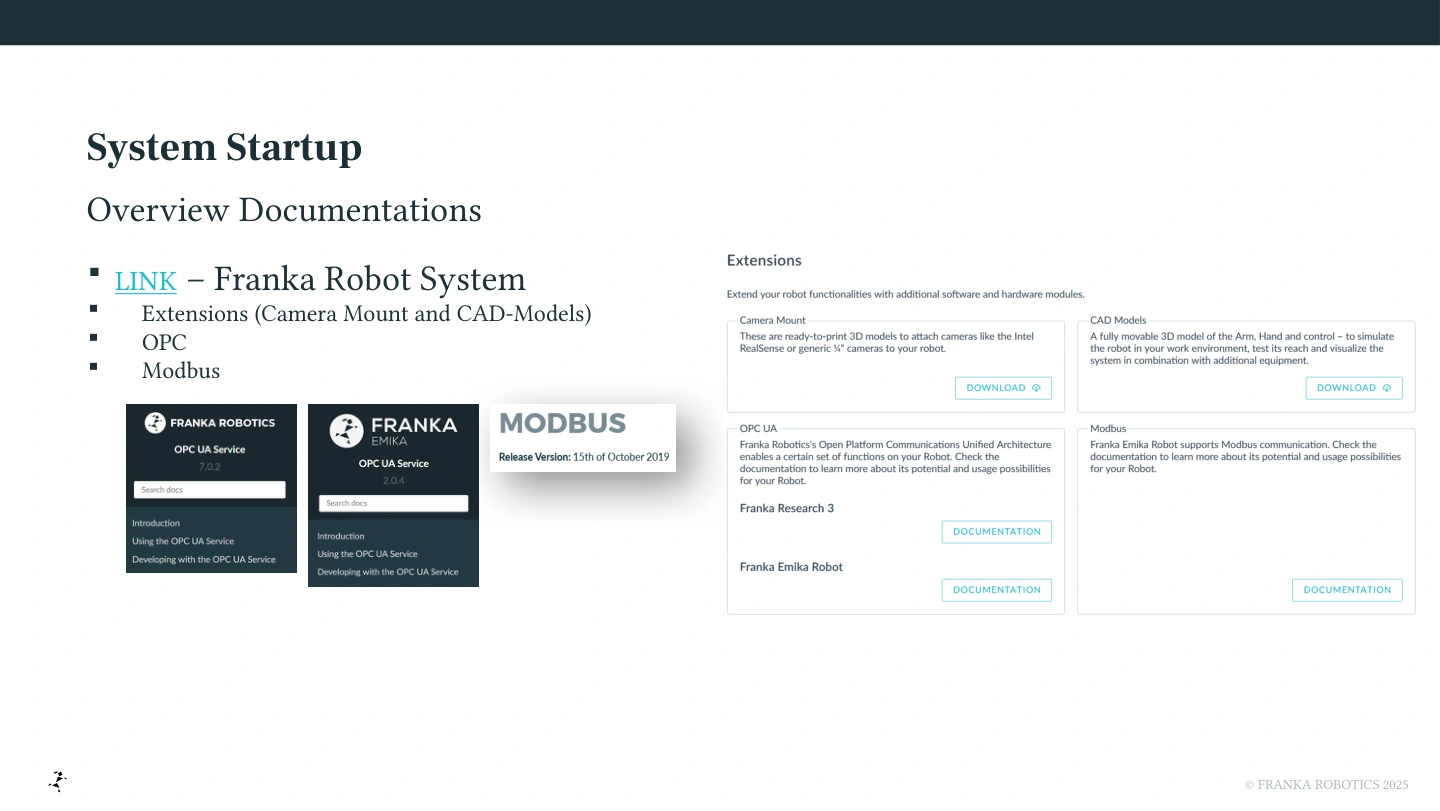 System Startup
Overview Documentations
▪ LINK – Franka Robot System
▪ Extensions (Camera Mount and CAD-Models)
▪ OPC
▪ Modbus
FRANKA ROBOTICS
OPC UA Service
7.0.2
Search docs
Introduction
Using the OPC UA Service
Developing with the OPC UA Service
FRANKA
EMIKA
OPC UA Service
2.0.4
Search docs
Introduction
Using the OPC UA Service
Developing with the OPC UA Service
MODBUS
Release Version: 15th of October 2019
Extensions
Extend your robot functionalities with additional software and hardware modules.
Camera Mount
These are ready-to-print 3D models to attach cameras like the Intel
RealSense or generic ¼" cameras to your robot.
DOWNLOAD
CAD Models
A fully movable 3D model of the Arm, Hand and control – to simulate
the robot in your work environment, test its reach and visualize the
system in combination with additional equipment.
DOWNLOAD
OPC UA
Franka Robotics's Open Platform Communications Unified Architecture
enables a certain set of functions on your Robot. Check the
documentation to learn more about its potential and usage possibilities
for your Robot.
Franka Research 3
DOCUMENTATION
Franka Emika Robot
DOCUMENTATION
Modbus
Franka Emika Robot supports Modbus communication. Check the
documentation to learn more about its potential and usage possibilities
for your Robot.
DOCUMENTATION
© FRANKA ROBOTICS 2025